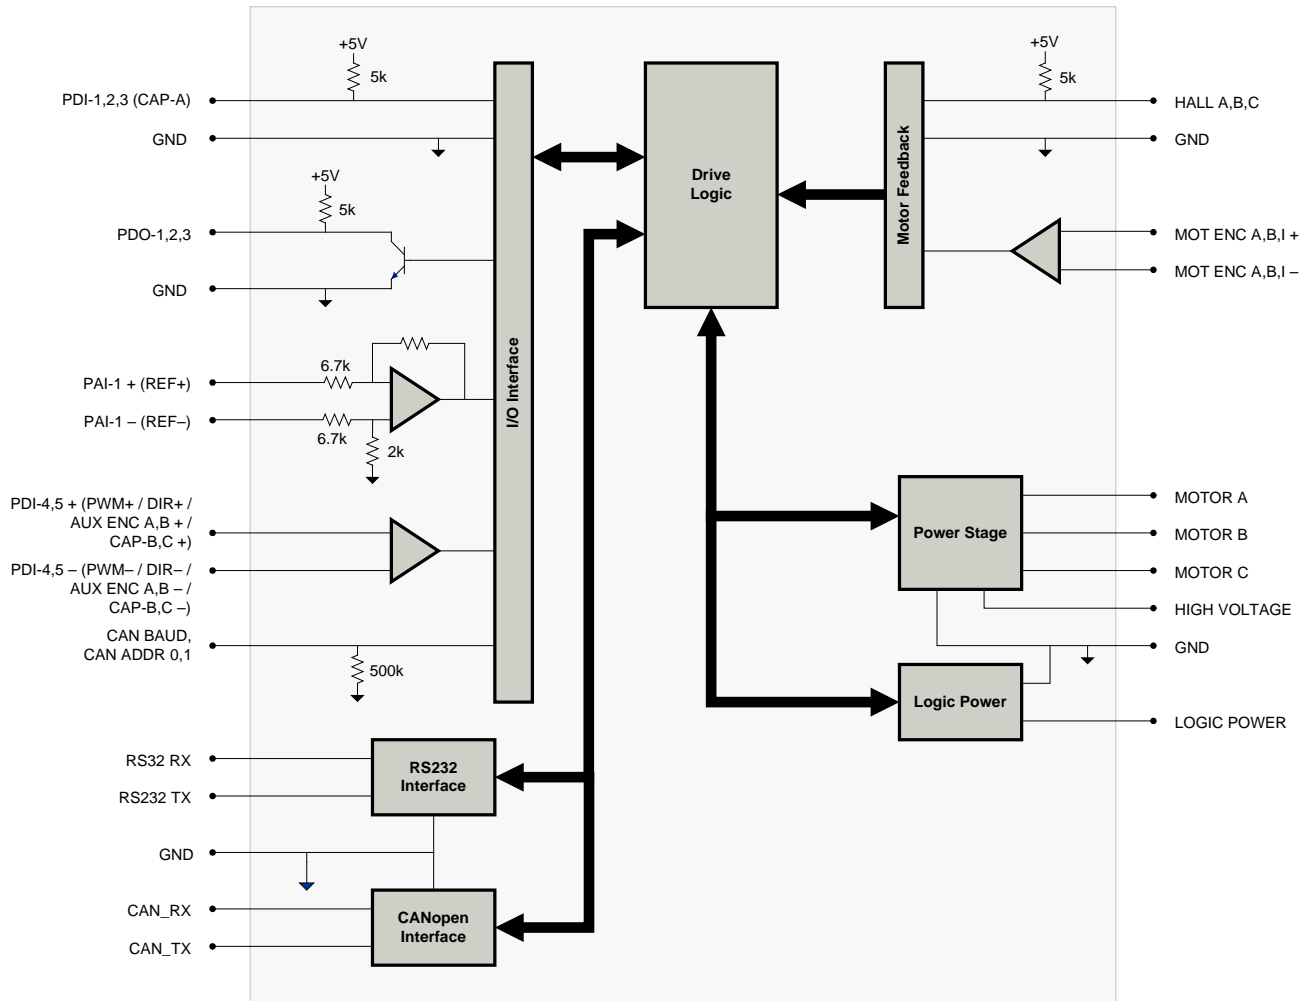 +5V
5k
PDI-1,2,3 (CAP-A)
GND
+5V
5k
PDO-1,2,3
GND
6.7k
PAI-1 + (REF+)
PAI-1 – (REF–)
6.7k
2k
PDI-4,5 + (PWM+ / DIR+ /
AUX ENC A,B + /
CAP-B,C +)
PDI-4,5 – (PWM– / DIR– /
AUX ENC A,B – /
CAP-B,C –)
CAN BAUD,
CAN ADDR 0,1
500k
I/O Interface
RS32 RX
RS232 TX
RS232
Interface
GND
CAN_RX
CAN_TX
CANopen
Interface
Drive
Logic
Motor Feedback
+5V
5k
HALL A,B,C
GND
MOT ENC A,B,I +
MOT ENC A,B,I –
Power Stage
MOTOR A
MOTOR B
MOTOR C
HIGH VOLTAGE
GND
Logic Power
LOGIC POWER